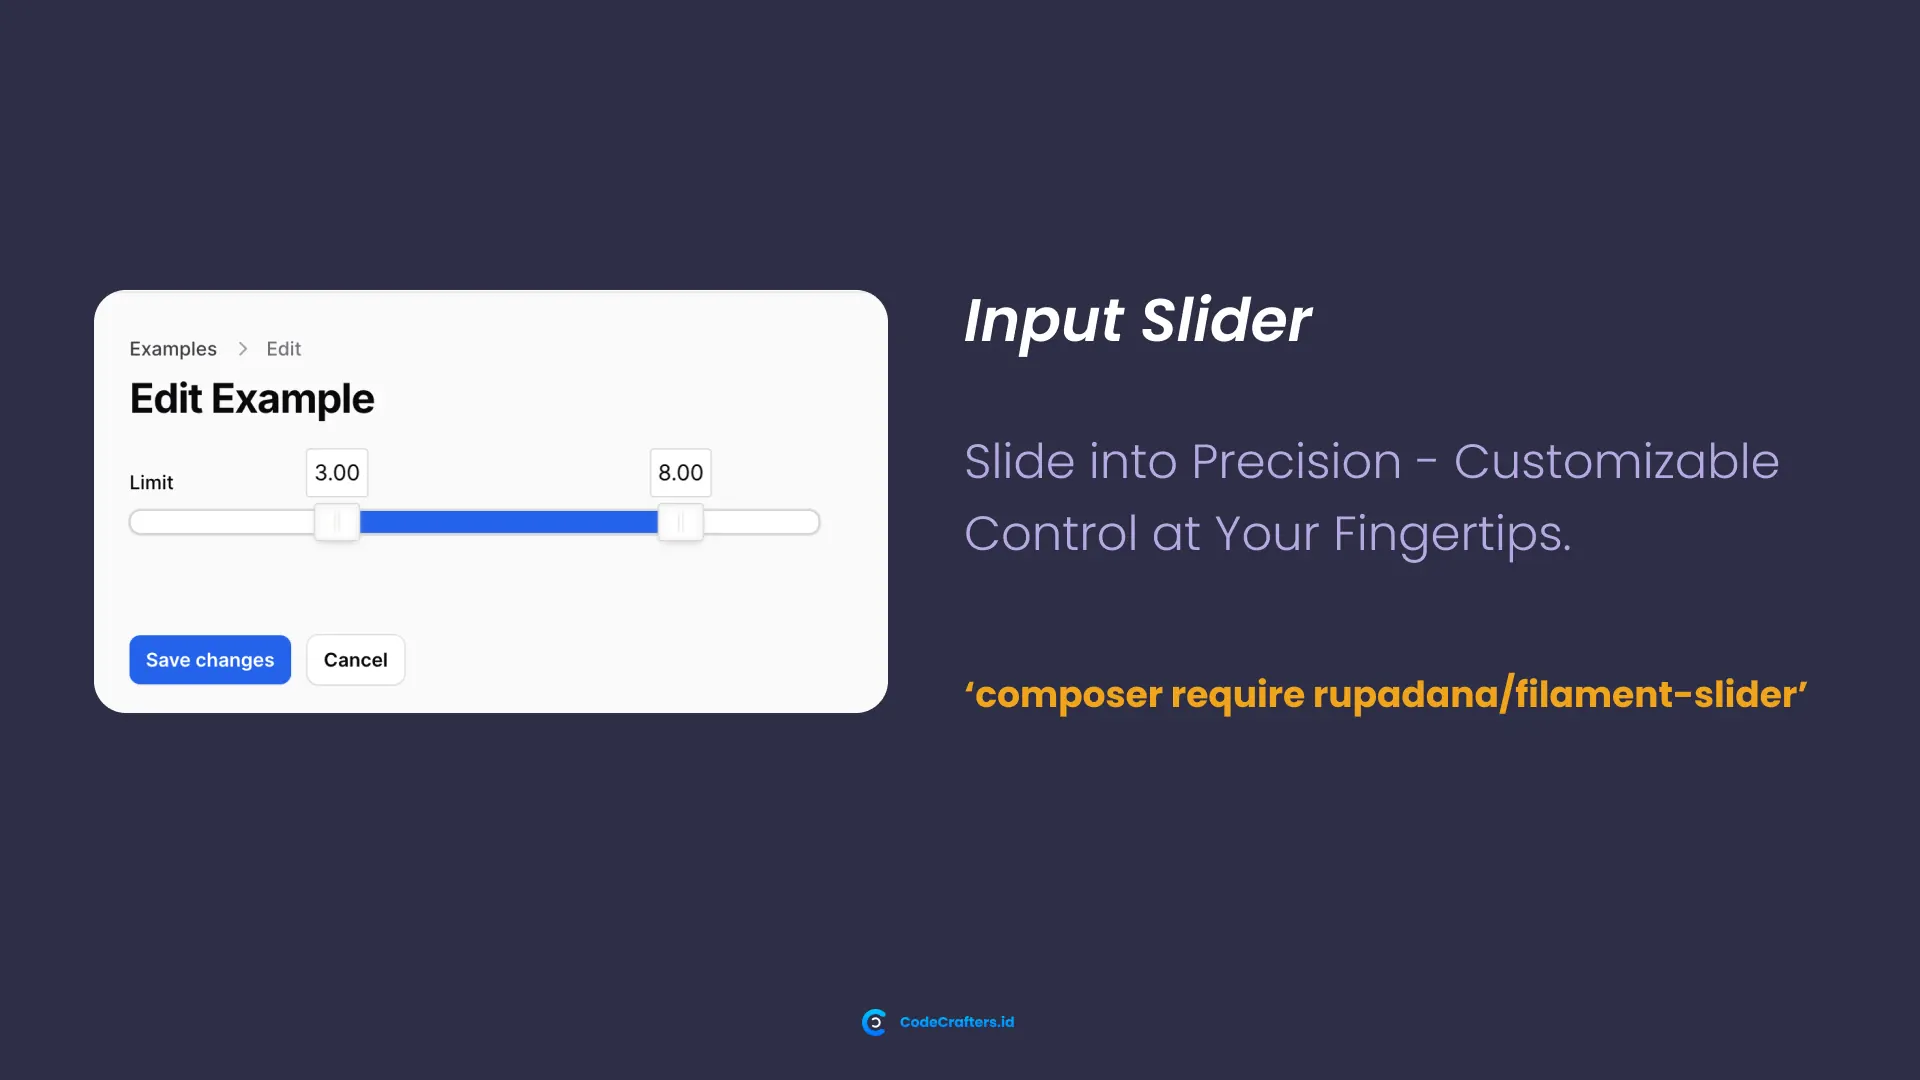 Examples > Edit
Edit Example
Limit
3.00
8.00
Save changes
Cancel
Input Slider
Slide into Precision - Customizable
Control at Your Fingertips.
‘composer require rupadana/filament-slider’
CodeCrafters.id